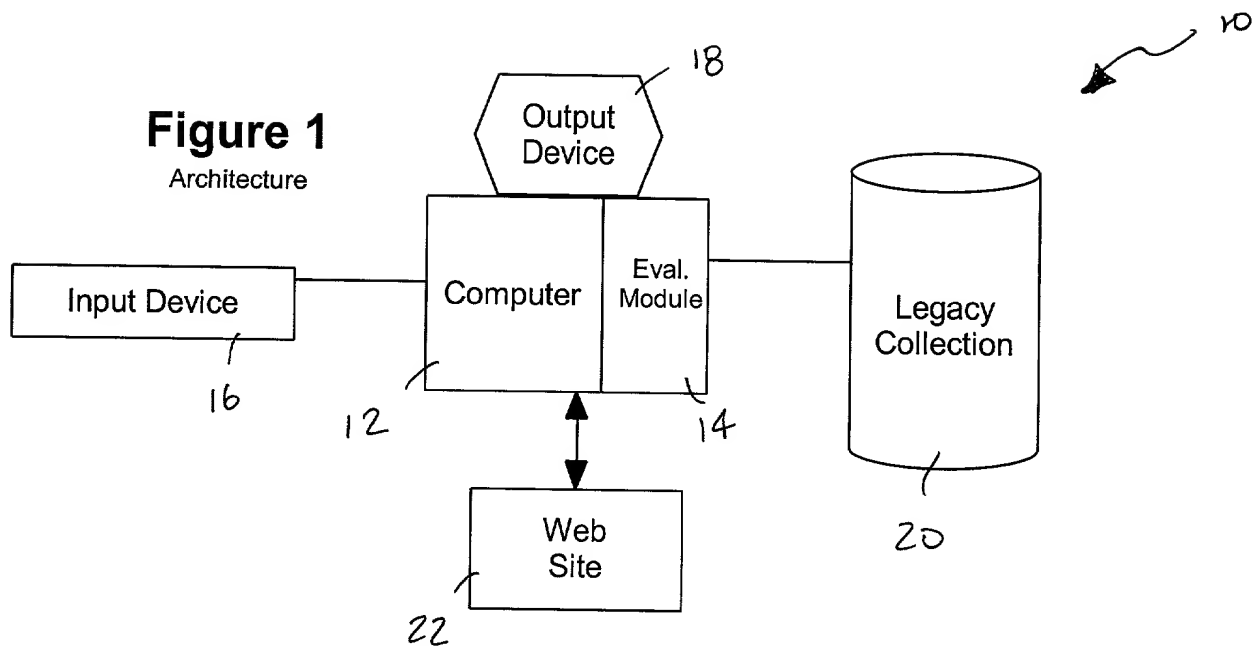 10
18
Figure 1
Architecture
Output
Device
Input Device
Computer
Eval.
Module
Legacy
Collection
16
12
14
20
Web
Site
22